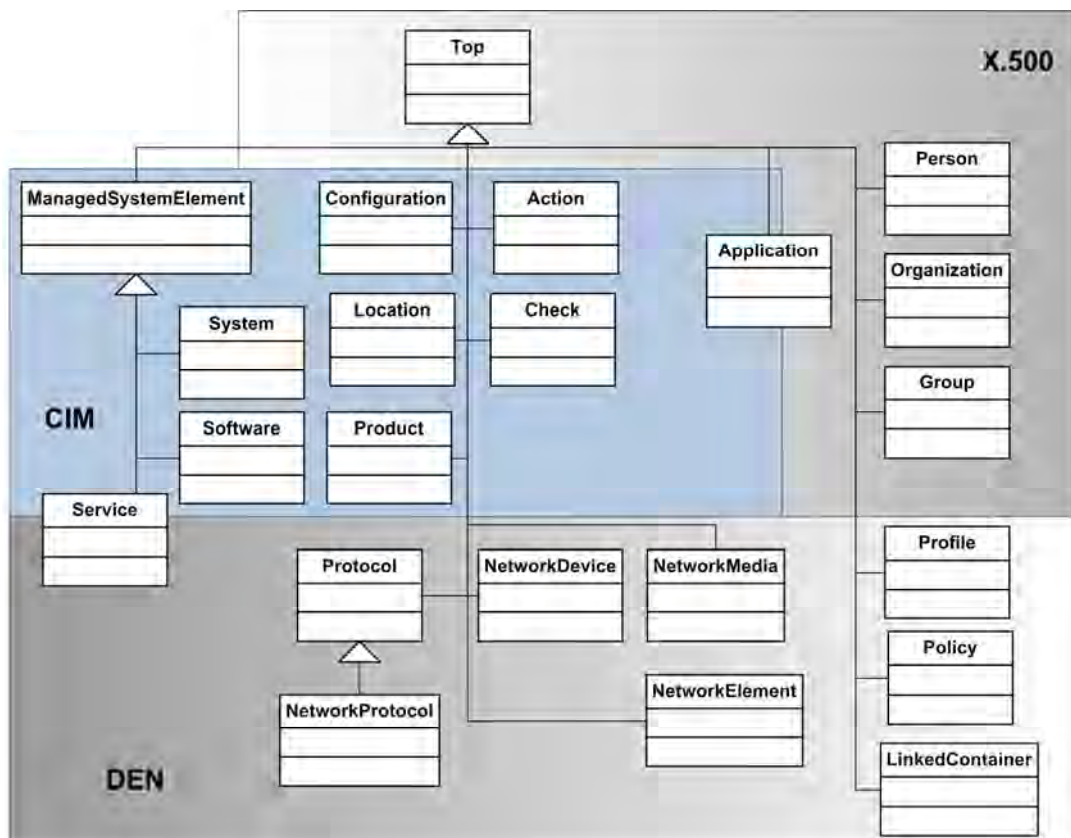 Top
X.500
Person
ManagedSystemElement
Configuration
Action
Application
Organization
System
Location
Check
Group
CIM
Software
Product
Service
Profile
Protocol
NetworkDevice
NetworkMedia
Policy
NetworkProtocol
NetworkElement
LinkedContainer
DEN